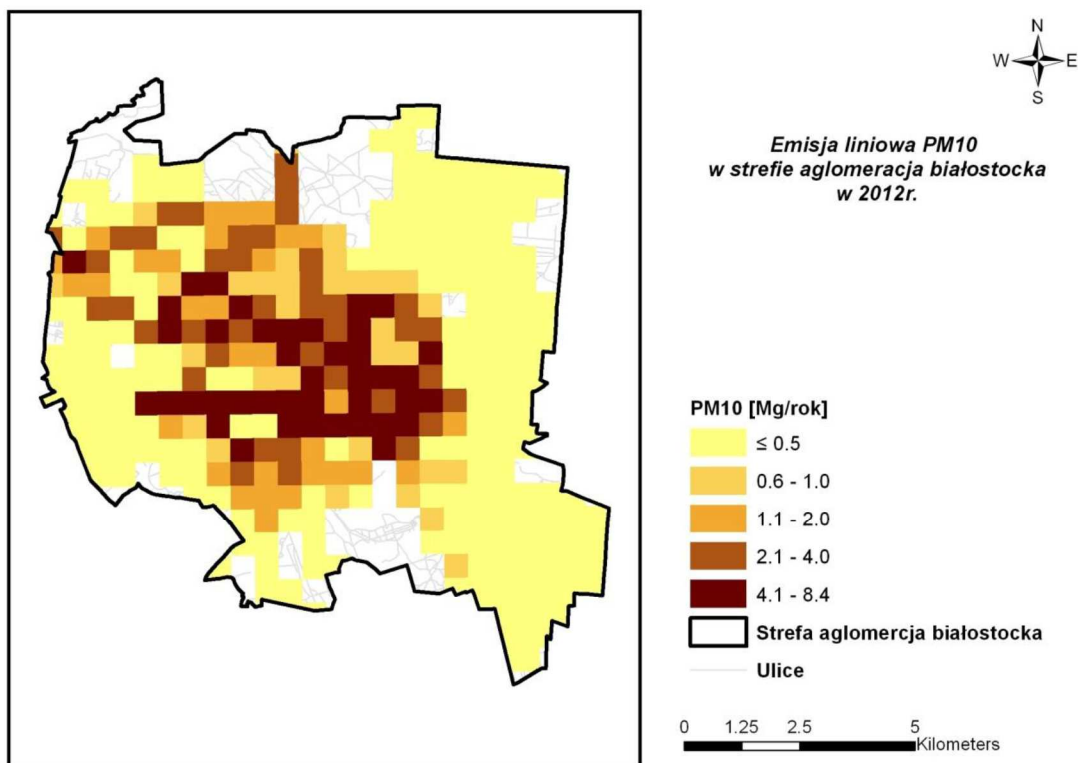 N
W E
S
Emisja liniowa PM10
w strefie aglomeracja białostocka
w 2012r.
PM10 [Mg/rok]
≤ 0.5
0.6 - 1.0
1.1 - 2.0
2.1 - 4.0
4.1 - 8.4
Strefa aglomercja białostocka
Ulice
0 1.25 2.5 5
Kilometers